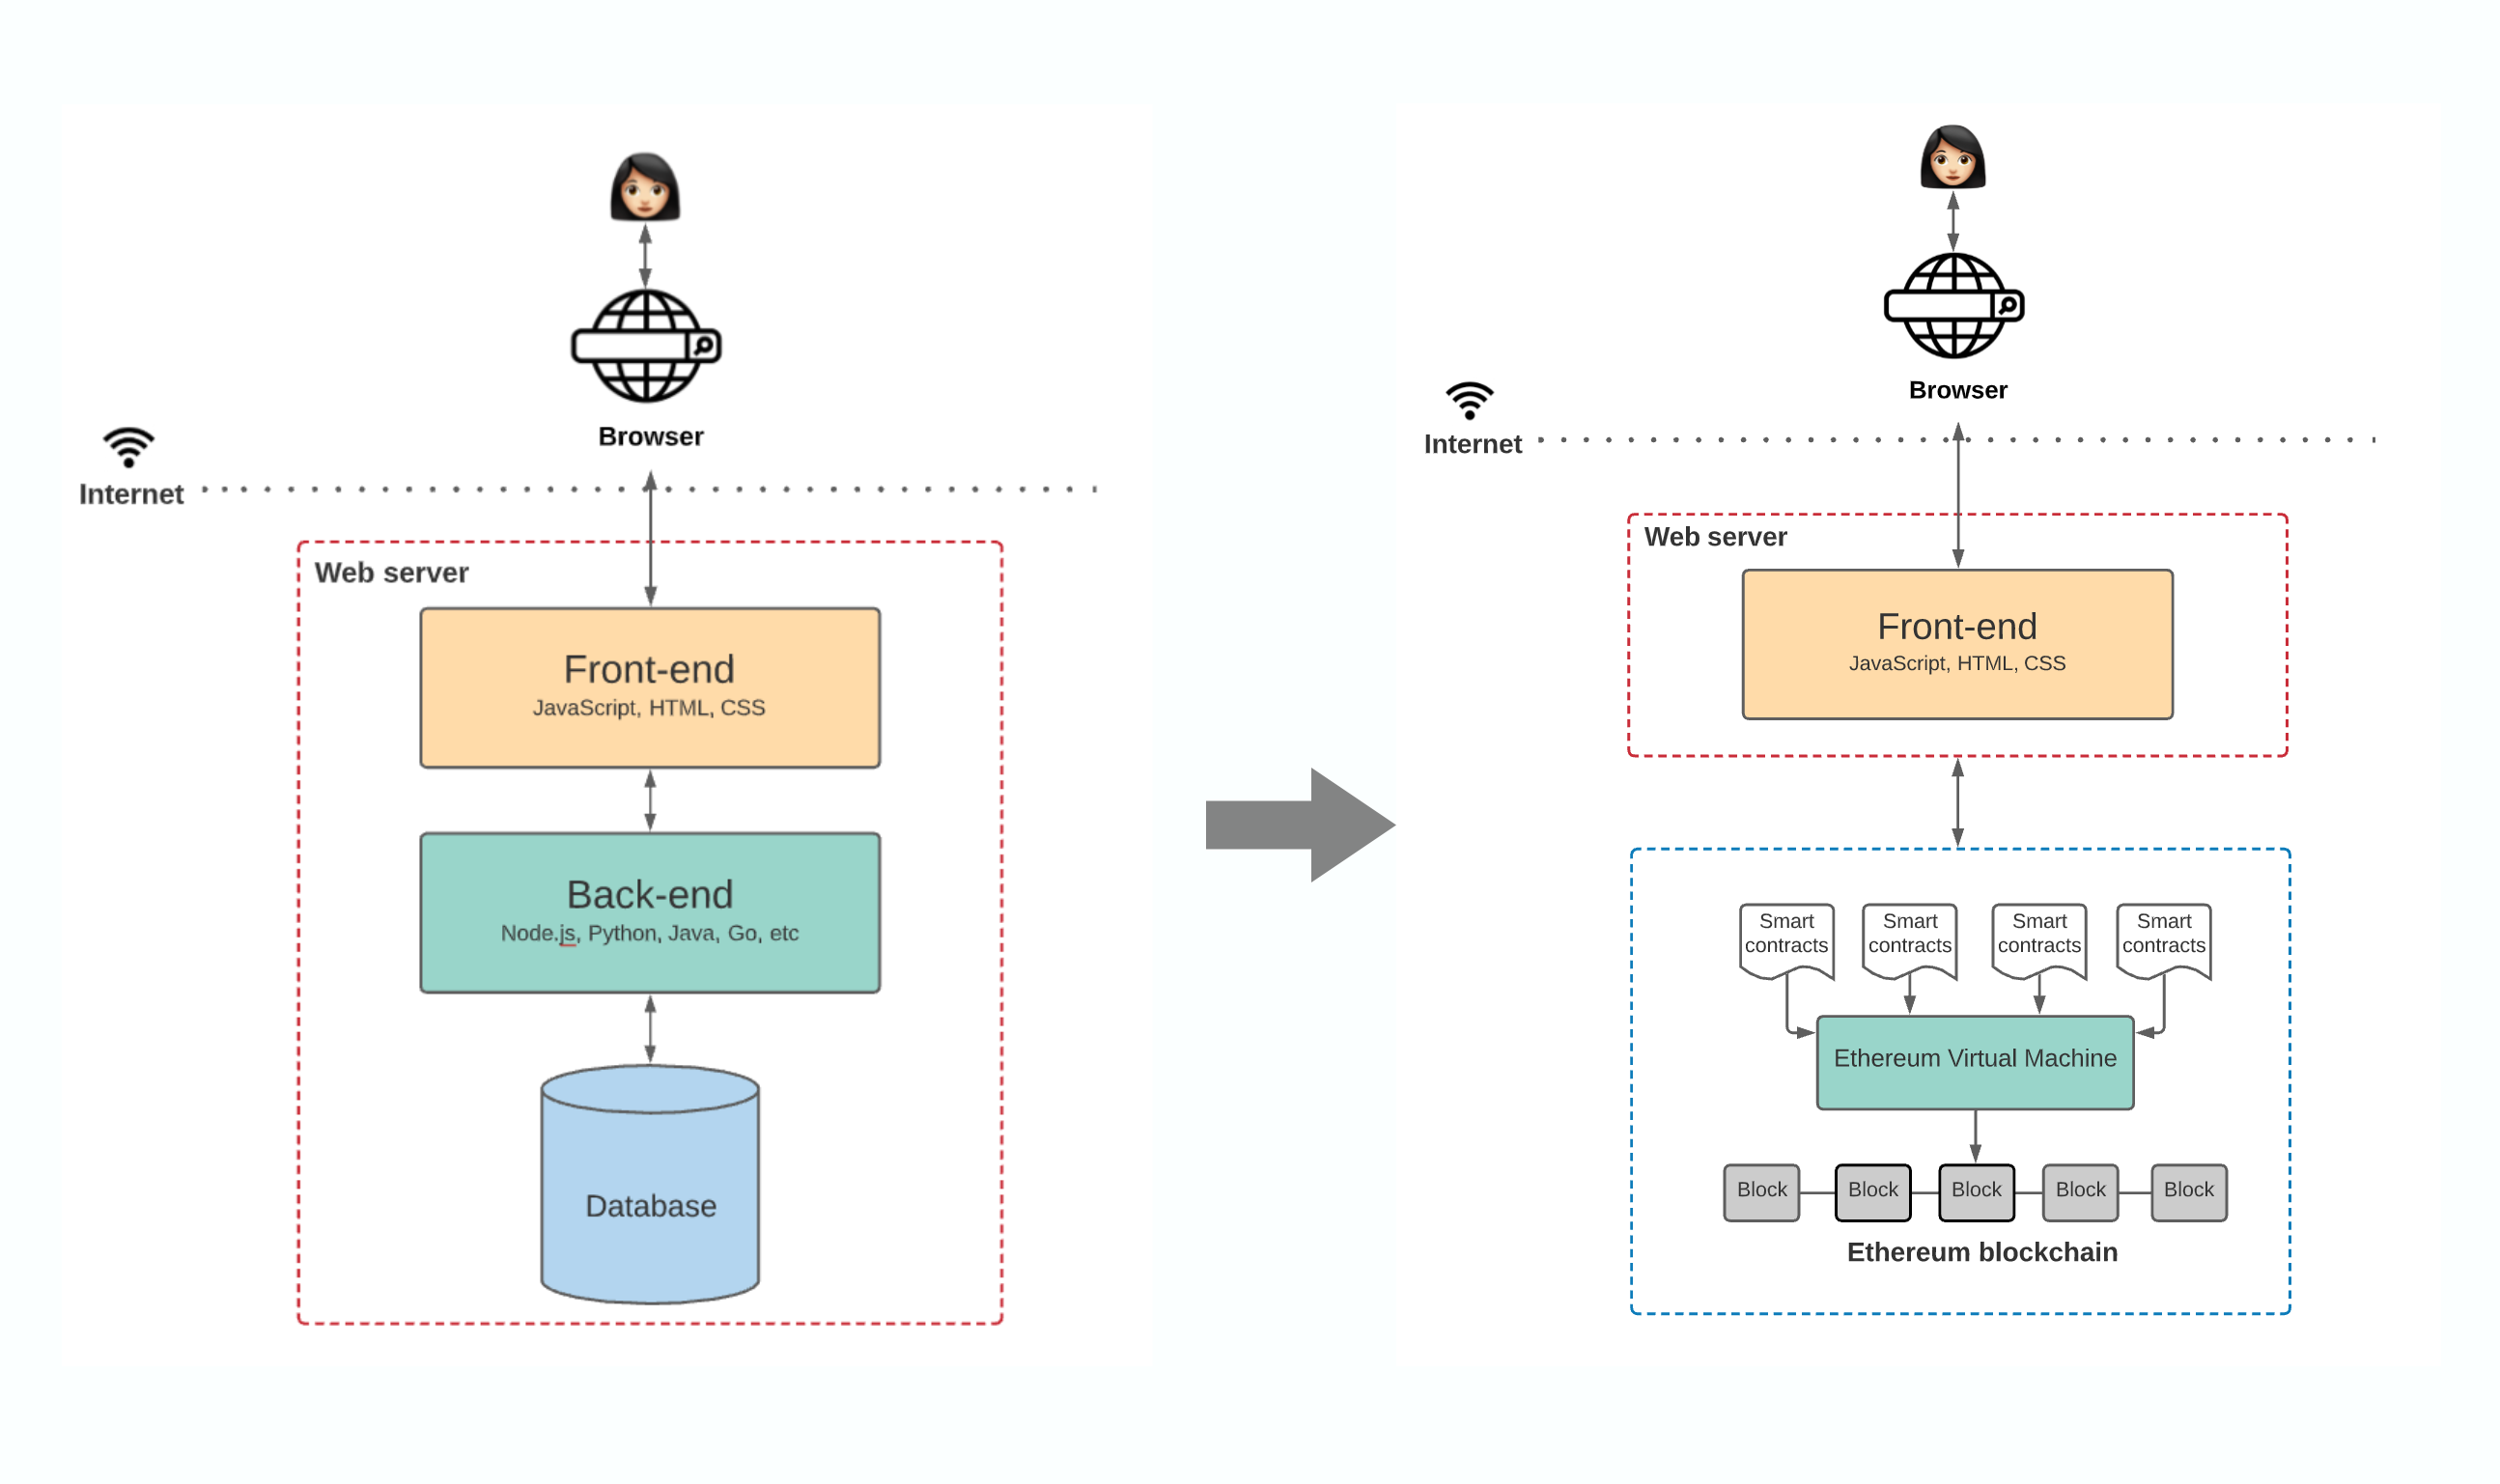 Browser
Internet
Web server
Front-end
JavaScript, HTML, CSS
Back-end
Node.js, Python, Java, Go, etc
Database
Browser
Internet
Web server
Front-end
JavaScript, HTML, CSS
Smart
contracts
Smart
contracts
Smart
contracts
Smart
contracts
Ethereum Virtual Machine
Block
Block
Block
Block
Block
Ethereum blockchain